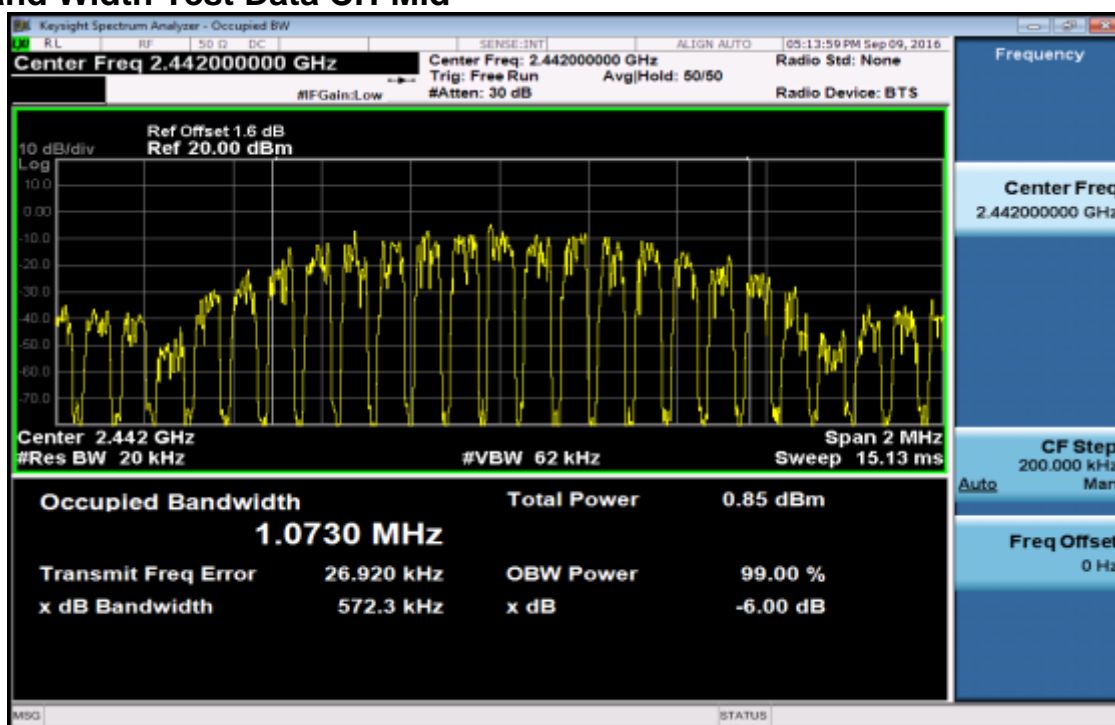 and Width Test Data CH-Mid
Keysight Spectrum Analyzer - Occupied BW
RL RF 50 Ω DC SENSE:INT ALIGN AUTO 05:13:59 PM Sep 09, 2016
Center Freq 2.442000000 GHz
Center Freq: 2.442000000 GHz
Radio Std: None
Trig: Free Run Avg|Hold: 50/50
#IFGain:Low #Atten: 30 dB Radio Device: BTS
Ref Offset 1.6 dB
10 dB/div Ref 20.00 dBm
Log
10.0
0.00
-10.0
-20.0
-30.0
-40.0
-50.0
-60.0
-70.0
Center 2.442 GHz Span 2 MHz
#Res BW 20 kHz #VBW 62 kHz Sweep 15.13 ms
Occupied Bandwidth Total Power 0.85 dBm
1.0730 MHz
Transmit Freq Error 26.920 kHz OBW Power 99.00 %
x dB Bandwidth 572.3 kHz x dB -6.00 dB
MSG STATUS
Frequency
Center Freq
2.442000000 GHz
CF Step
200.000 kHz
Auto Man
Freq Offset
0 Hz